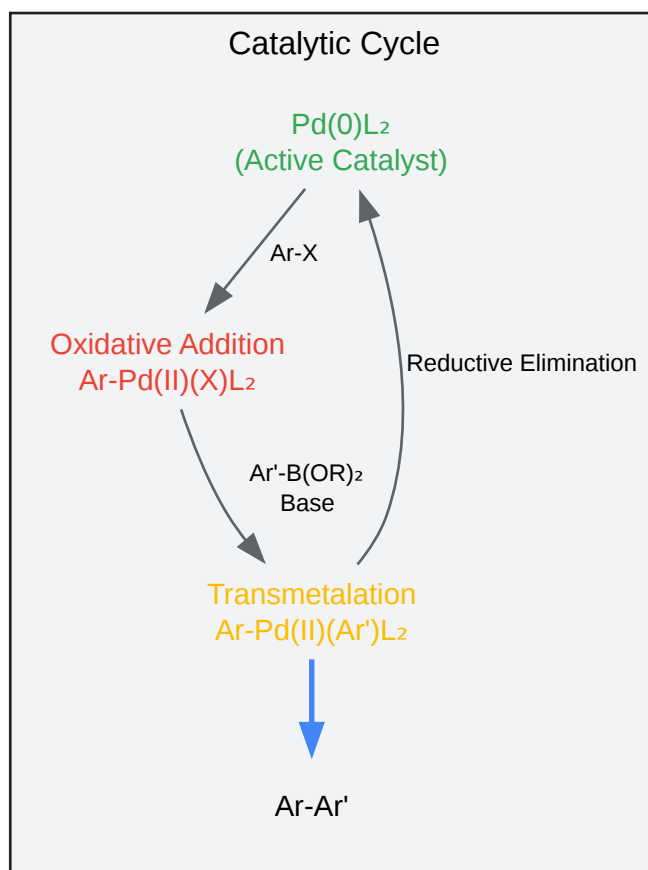 Catalytic Cycle
Pd(0)L₂
(Active Catalyst)
Ar-X
Oxidative Addition
Ar-Pd(II)(X)L₂
Reductive Elimination
Ar'-B(OR)₂
Base
Transmetalation
Ar-Pd(II)(Ar')L₂
Ar-Ar'